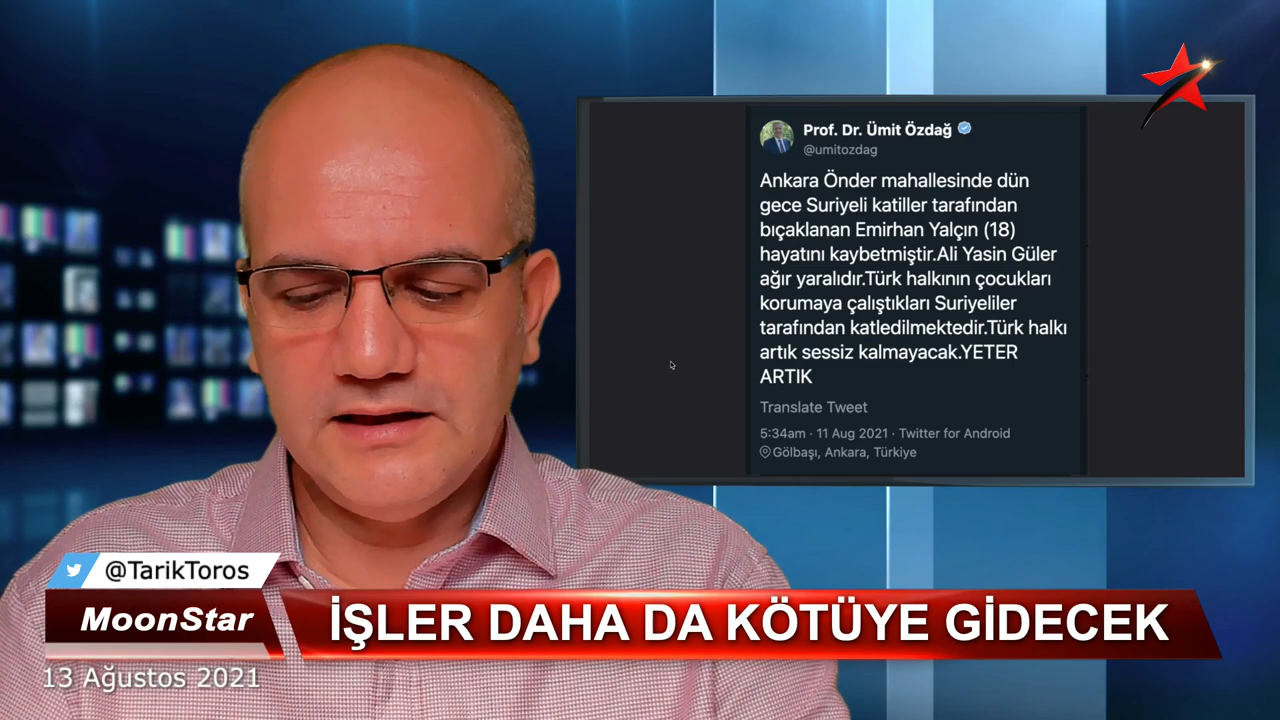 Prof. Dr. Ümit Özdağ
@umitozdag
Ankara Önder mahallesinde dün
gece Suriyeli katiller tarafından
bıçaklanan Emirhan Yalçın (18)
hayatını kaybetmiştir.Ali Yasin Güler
ağır yaralıdır.Türk halkının çocukları
korumaya çalıştıkları Suriyeliler
tarafından katledilmektedir.Türk halkı
artık sessiz kalmayacak.YETER
ARTIK
Translate Tweet
5:34am · 11 Aug 2021 · Twitter for Android
Gölbaşı, Ankara, Türkiye
@TarikToros
MoonStar
İŞLER DAHA DA KÖTÜYE GİDECEK
13 Ağustos 2021